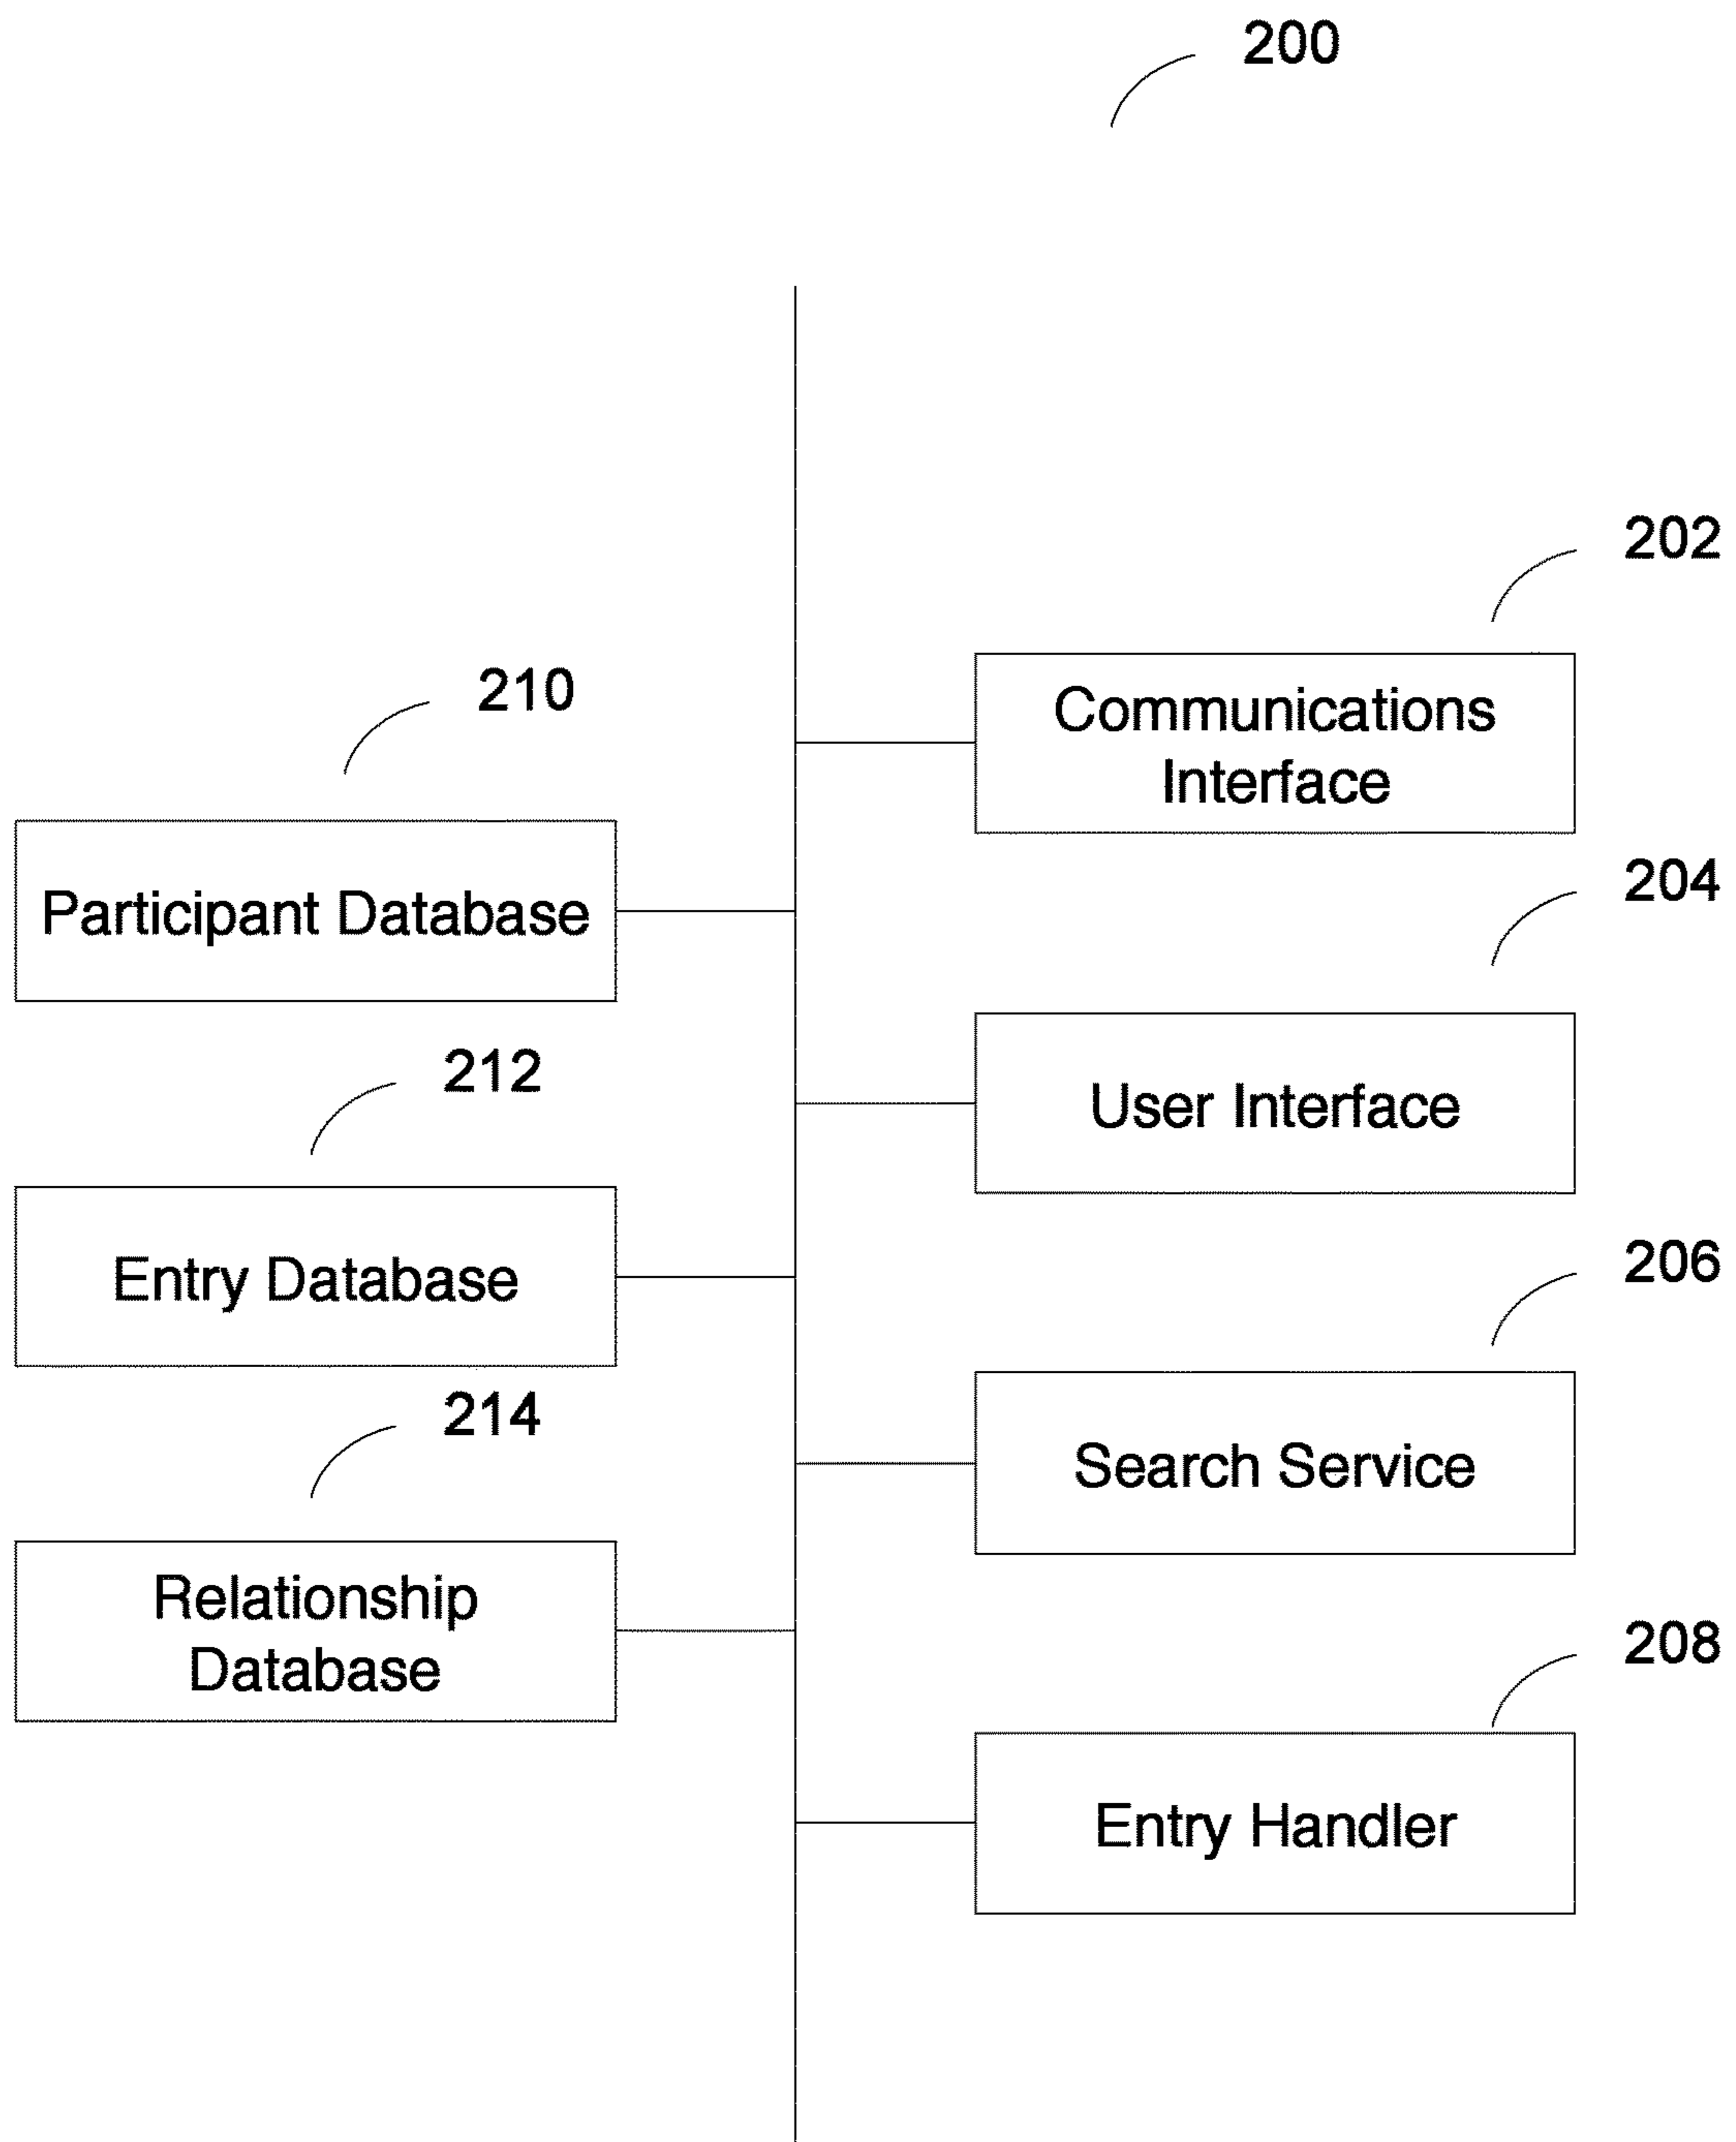 200
202
Communications
Interface
210
Participant Database
204
User Interface
212
Entry Database
206
Search Service
214
Relationship
Database
208
Entry Handler